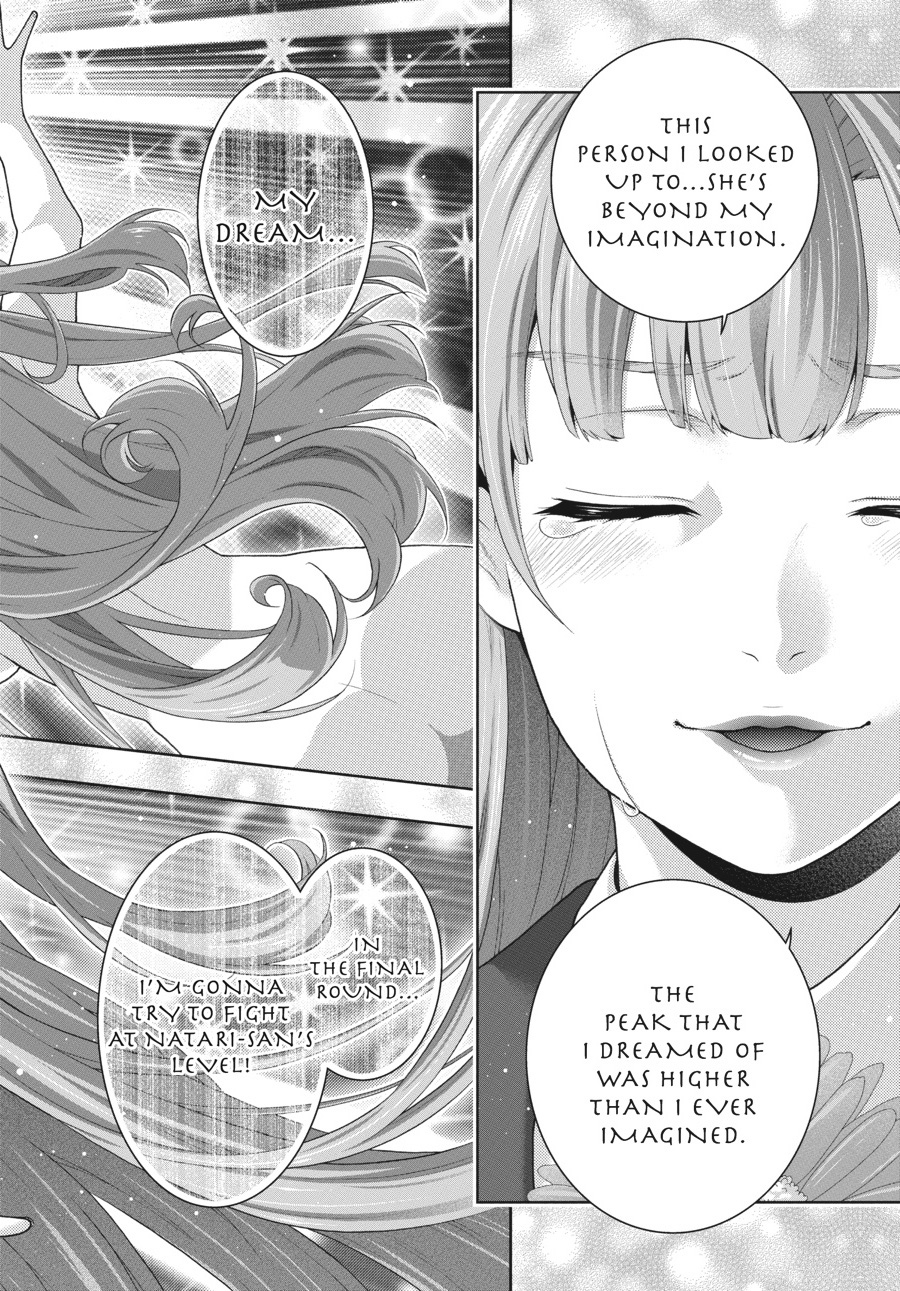 THIS
PERSON I LOOKED
UP TO...SHE'S
BEYOND MY
IMAGINATION.
THE
PEAK THAT
I DREAMED OF
WAS HIGHER
THAN I EVER
IMAGINED.
MY
DREAM...
IN
THE FINAL
ROUND...
I'M GONNA
TRY TO FIGHT
AT NATARI-SAN'S
LEVEL!